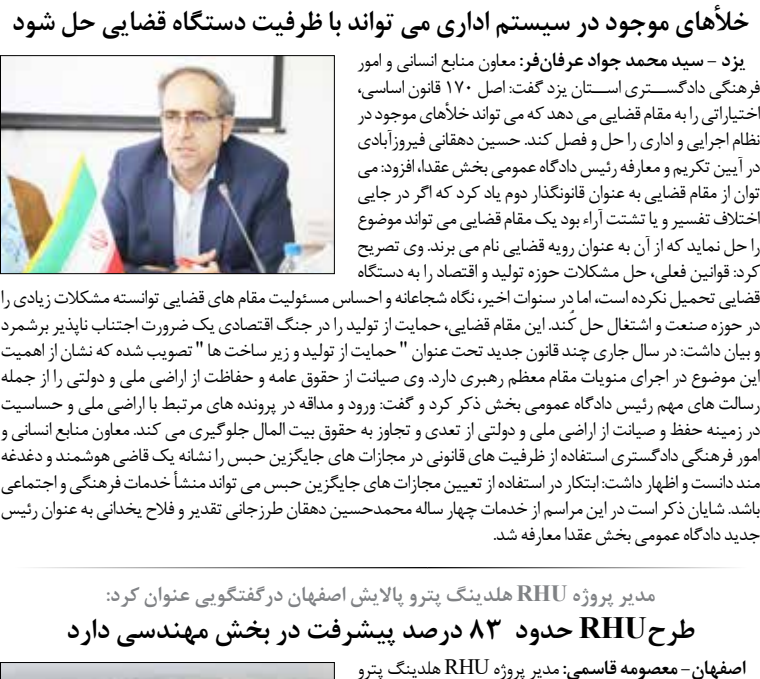 خلأهای موجود در سیستم اداری می تواند با ظرفیت دستگاه قضایی حل شود
یزد - سید محمد جواد عرفان‌فر: معاون منابع انسانی و امور
فرهنگی دادگستری استان یزد گفت: اصل ۱۷۰ قانون اساسی،
اختیاراتی را به مقام قضایی می دهد که می تواند خلأهای موجود در
نظام اجرایی و اداری را حل و فصل کند. حسین دهقانی فیروزآبادی
در آیین تکریم و معارفه رئیس دادگاه عمومی بخش عقدا، افزود: می
توان از مقام قضایی به عنوان قانونگذار دوم یاد کرد که اگر در جایی
اختلاف تفسیر و یا تشتت آراء بود یک مقام قضایی می تواند موضوع
را حل نماید که از آن به عنوان رویه قضایی نام می برند. وی تصریح
کرد: قوانین فعلی، حل مشکلات حوزه تولید و اقتصاد را به دستگاه
قضایی تحمیل نکرده است، اما در سنوات اخیر، نگاه شجاعانه و احساس مسئولیت مقام های قضایی توانسته مشکلات زیادی را
در حوزه صنعت و اشتغال حل کُند. این مقام قضایی، حمایت از تولید را در جنگ اقتصادی یک ضرورت اجتناب ناپذیر برشمرد
و بیان داشت: در سال جاری چند قانون جدید تحت عنوان " حمایت از تولید و زیر ساخت ها " تصویب شده که نشان از اهمیت
این موضوع در اجرای منویات مقام معظم رهبری دارد. وی صیانت از حقوق عامه و حفاظت از اراضی ملی و دولتی را از جمله
رسالت های مهم رئیس دادگاه عمومی بخش ذکر کرد و گفت: ورود و مداقه در پرونده های مرتبط با اراضی ملی و حساسیت
در زمینه حفظ و صیانت از اراضی ملی و دولتی از تعدی و تجاوز به حقوق بیت المال جلوگیری می کند. معاون منابع انسانی و
امور فرهنگی دادگستری استفاده از ظرفیت های قانونی در مجازات های جایگزین حبس را نشانه یک قاضی هوشمند و دغدغه
مند دانست و اظهار داشت: ابتکار در استفاده از تعیین مجازات های جایگزین حبس می تواند منشأ خدمات فرهنگی و اجتماعی
باشد. شایان ذکر است در این مراسم از خدمات چهار ساله محمدحسین دهقان طرزجانی تقدیر و فلاح یخدانی به عنوان رئیس
جدید دادگاه عمومی بخش عقدا معارفه شد.
مدیر پروژه RHU هلدینگ پترو پالایش اصفهان درگفتگویی عنوان کرد:
طرحRHU حدود ۸۳ درصد پیشرفت در بخش مهندسی دارد
اصفهان- معصومه قاسمی: مدیر پروژه RHU هلدینگ پترو